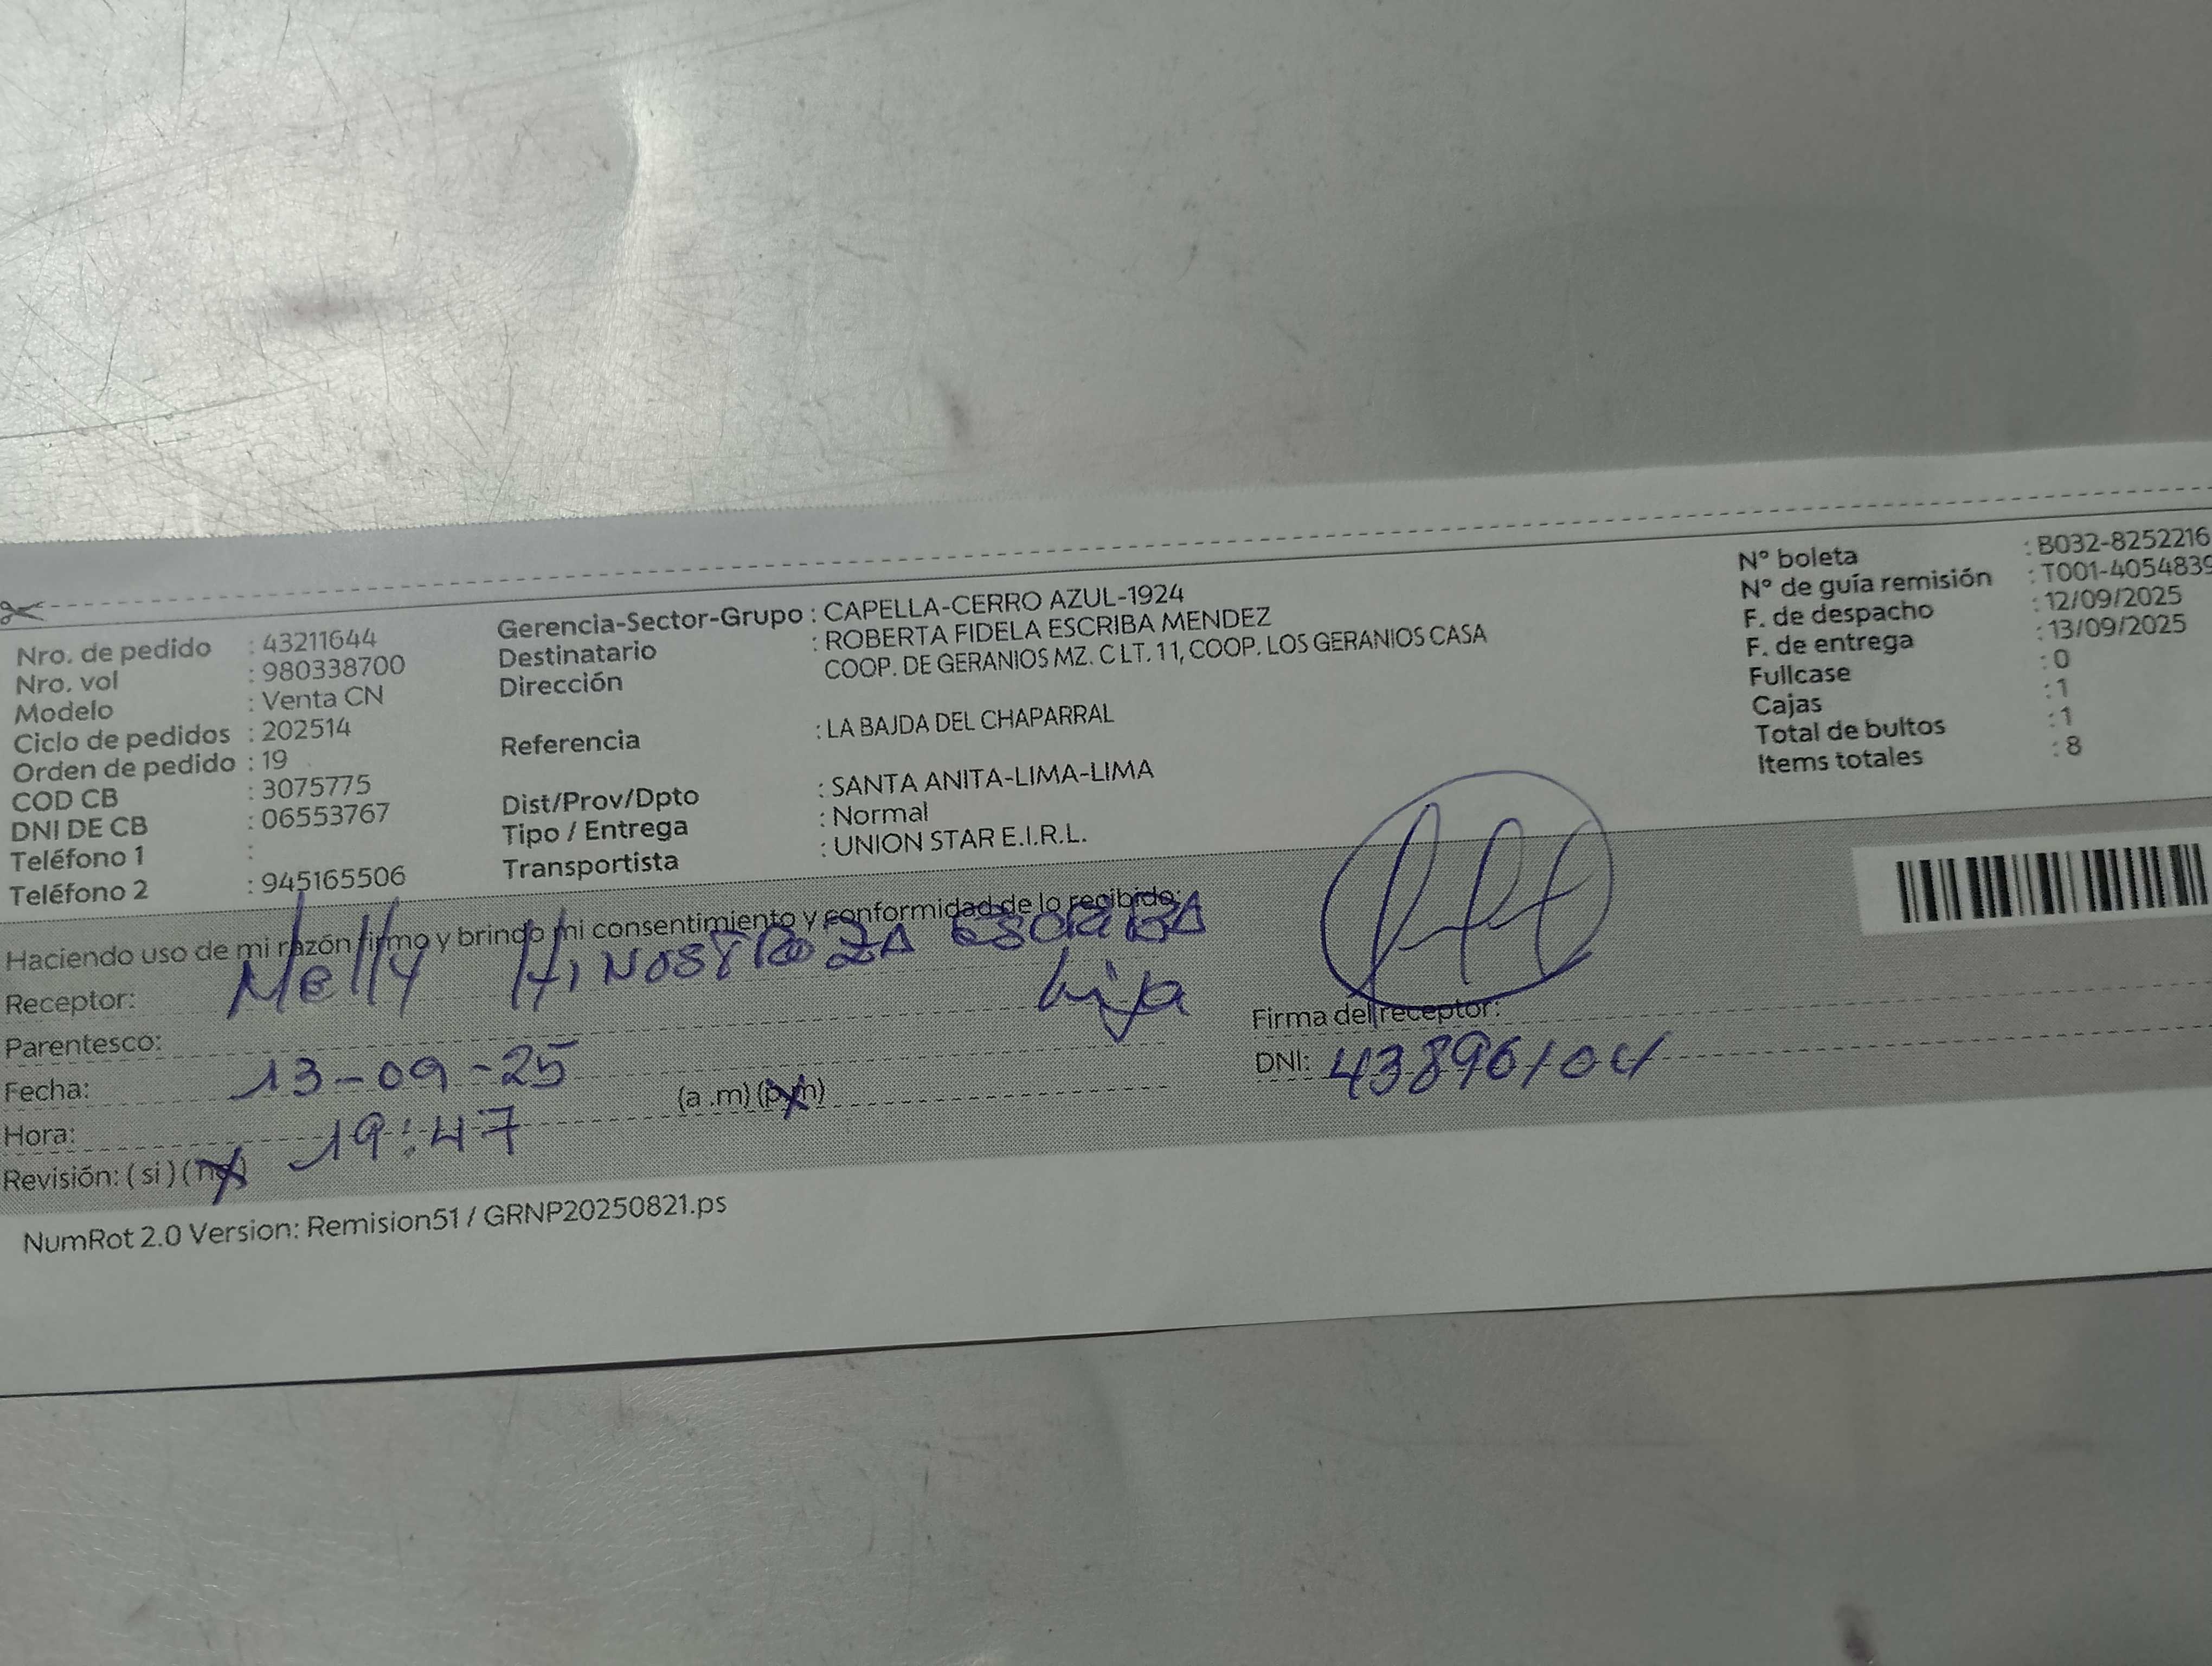 Nro. de pedido : 43211644
Nro. vol : 980338700
Modelo : Venta CN
Ciclo de pedidos : 202514
Orden de pedido : 19
COD CB : 3075775
DNI DE CB : 06553767
Teléfono 1 :
Teléfono 2 : 945165506
Gerencia-Sector-Grupo : CAPELLA-CERRO AZUL-1924
Destinatario : ROBERTA FIDELA ESCRIBA MENDEZ
Dirección COOP. DE GERANIOS MZ. C LT. 11, COOP. LOS GERANIOS CASA
Referencia : LA BAJDA DEL CHAPARRAL
Dist/Prov/Dpto : SANTA ANITA-LIMA-LIMA
Tipo / Entrega : Normal
Transportista : UNION STAR E.I.R.L.
N° boleta : B032-8252216
N° de guía remisión : T001-4054839
F. de despacho : 12/09/2025
F. de entrega : 13/09/2025
Fullcase : 0
Cajas : 1
Total de bultos : 1
Items totales : 8
Haciendo uso de mi razón firmo y brindo mi consentimiento y conformidad de lo recibido:
Receptor: Melly HINOSTROZA ESCRIBA
Parentesco: hija
Fecha: 13-09-25
Hora: 19:47 (a .m) (p.m)
Revisión: ( si ) ( no )
Firma del receptor:
DNI: 43896104
NumRot 2.0 Version: Remision51 / GRNP20250821.ps